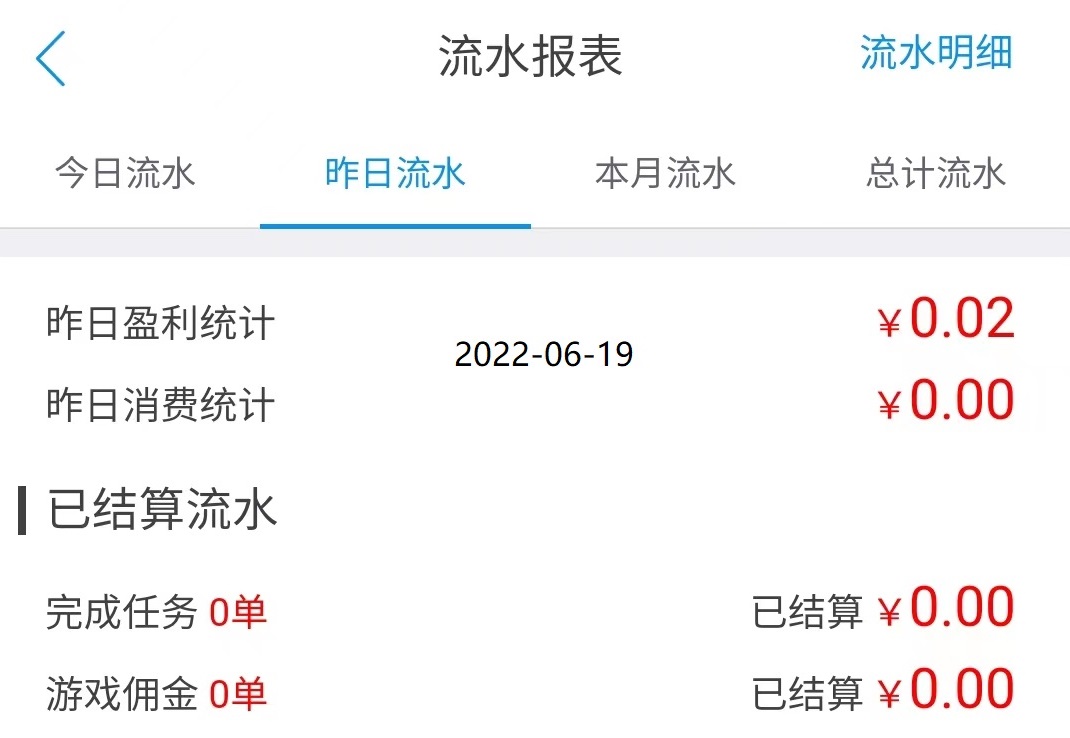 流水报表 流水明细
今日流水 昨日流水 本月流水 总计流水
昨日盈利统计 ¥0.02
2022-06-19
昨日消费统计 ¥0.00
已结算流水
完成任务 0单 已结算 ¥0.00
游戏佣金 0单 已结算 ¥0.00